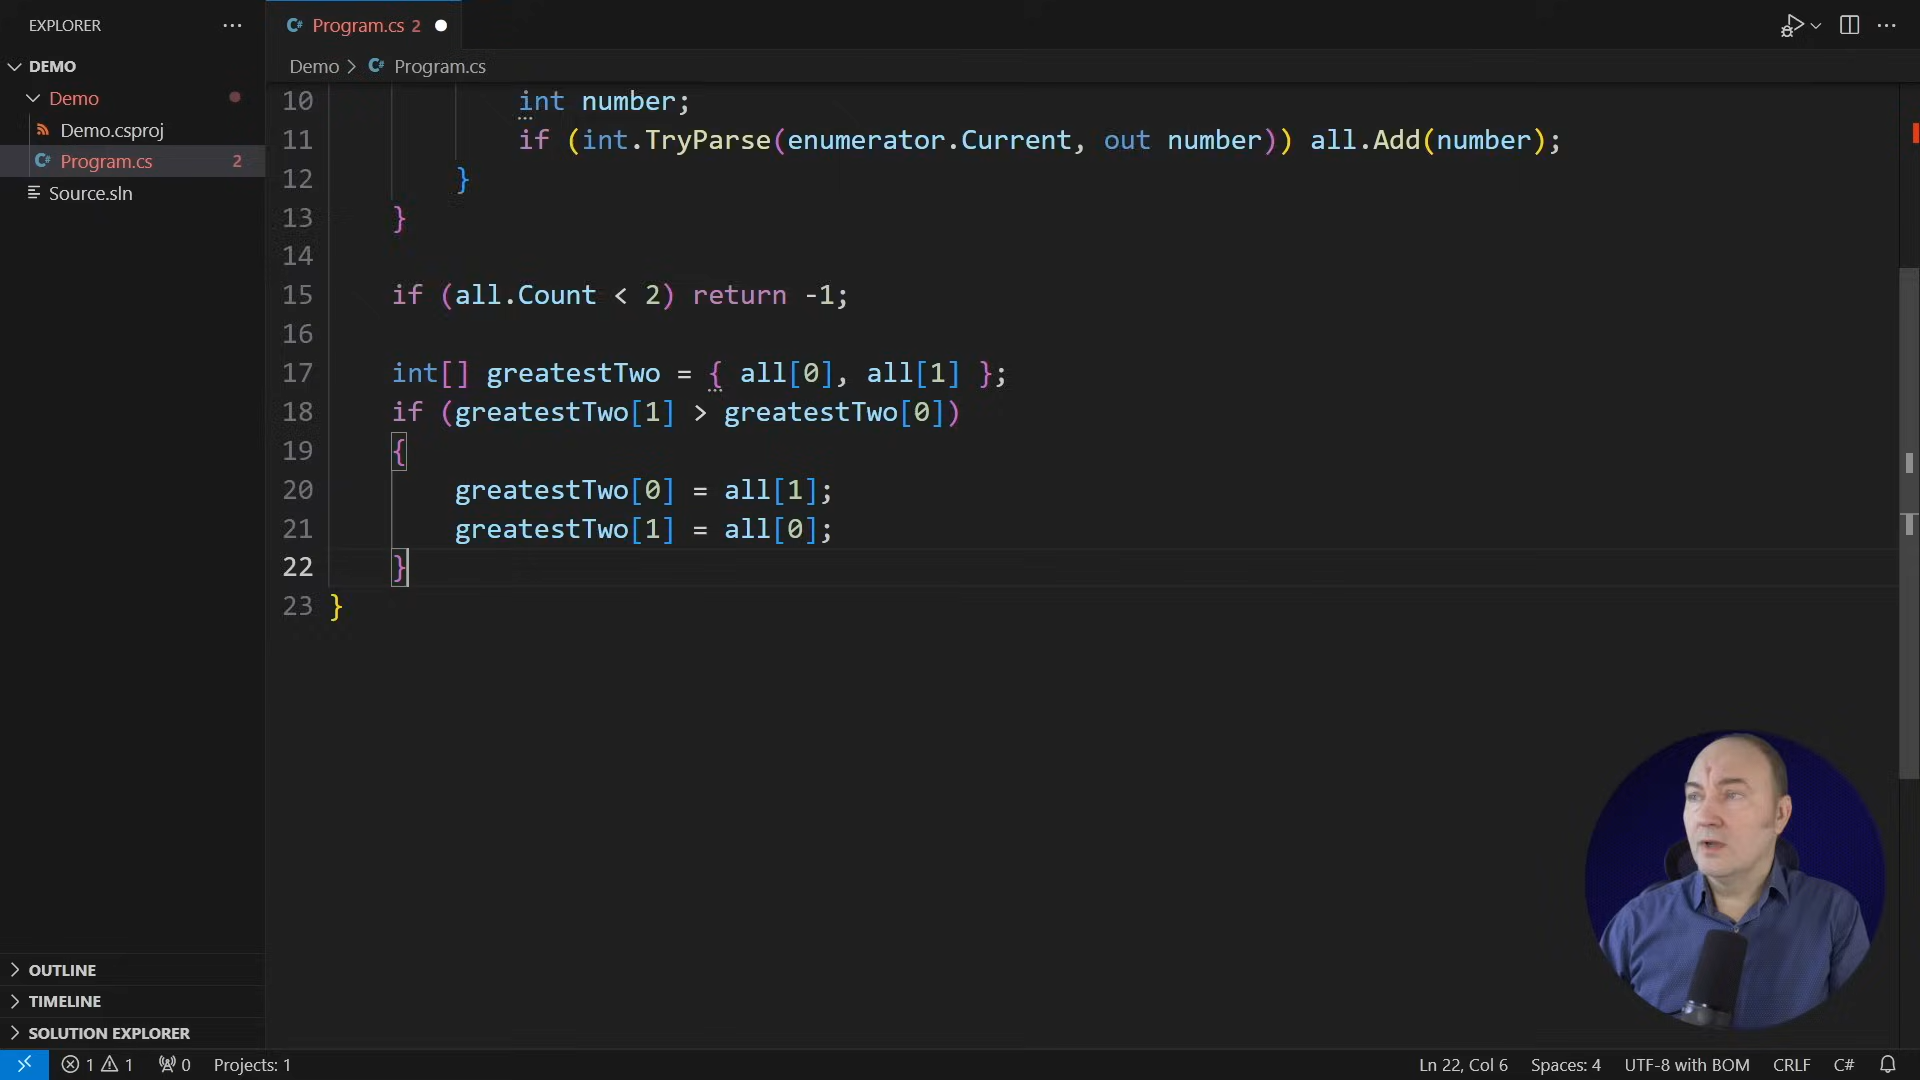 EXPLORER
DEMO
Demo
Demo.csproj
Program.cs 2
Source.sln
OUTLINE
TIMELINE
SOLUTION EXPLORER
Program.cs 2
Demo > Program.cs
10 int number;
11 if (int.TryParse(enumerator.Current, out number)) all.Add(number);
12 }
13 }
14
15 if (all.Count < 2) return -1;
16
17 int[] greatestTwo = { all[0], all[1] };
18 if (greatestTwo[1] > greatestTwo[0])
19 {
20 greatestTwo[0] = all[1];
21 greatestTwo[1] = all[0];
22 }
23 }
1 1 0 Projects: 1 Ln 22, Col 6 Spaces: 4 UTF-8 with BOM CRLF C#